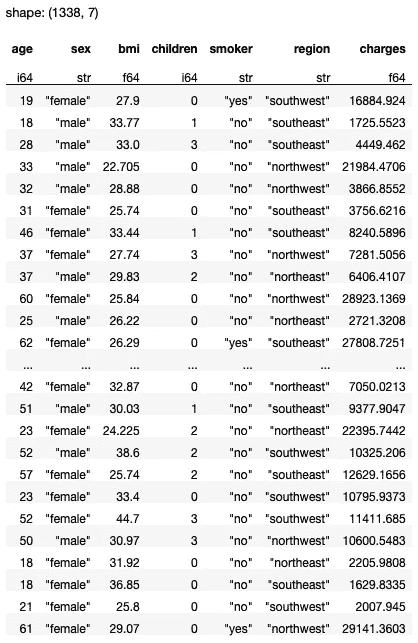 shape: (1338, 7)
age sex bmi children smoker region charges
i64 str f64 i64 str str f64
19 "female" 27.9 0 "yes" "southwest" 16884.924
18 "male" 33.77 1 "no" "southeast" 1725.5523
28 "male" 33.0 3 "no" "southeast" 4449.462
33 "male" 22.705 0 "no" "northwest" 21984.4706
32 "male" 28.88 0 "no" "northwest" 3866.8552
31 "female" 25.74 0 "no" "southeast" 3756.6216
46 "female" 33.44 1 "no" "southeast" 8240.5896
37 "female" 27.74 3 "no" "northwest" 7281.5056
37 "male" 29.83 2 "no" "northeast" 6406.4107
60 "female" 25.84 0 "no" "northwest" 28923.1369
25 "male" 26.22 0 "no" "northeast" 2721.3208
62 "female" 26.29 0 "yes" "southeast" 27808.7251
... ... ... ... ... ... ...
42 "female" 32.87 0 "no" "northeast" 7050.0213
51 "male" 30.03 1 "no" "southeast" 9377.9047
23 "female" 24.225 2 "no" "northeast" 22395.7442
52 "male" 38.6 2 "no" "southwest" 10325.206
57 "female" 25.74 2 "no" "southeast" 12629.1656
23 "female" 33.4 0 "no" "southwest" 10795.9373
52 "female" 44.7 3 "no" "southwest" 11411.685
50 "male" 30.97 3 "no" "northwest" 10600.5483
18 "female" 31.92 0 "no" "northeast" 2205.9808
18 "female" 36.85 0 "no" "southeast" 1629.8335
21 "female" 25.8 0 "no" "southwest" 2007.945
61 "female" 29.07 0 "yes" "northwest" 29141.3603